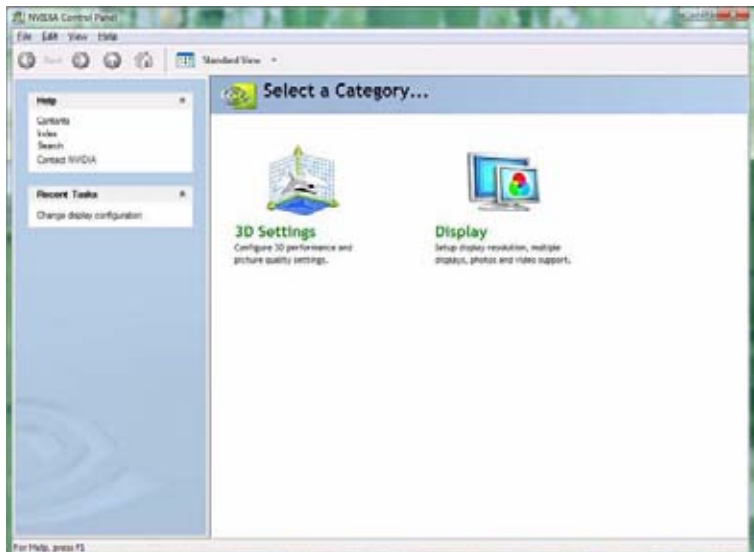 NVIDIA Control Panel
File Edit View Help
Back
Standard View
Help
Contents
Index
Search
Contact NVIDIA
Recent Tasks
Change display configuration
Select a Category...
3D Settings
Configure 3D performance and
picture quality settings.
Display
Setup display resolution, multiple
displays, photos and video support.
For Help, press F1